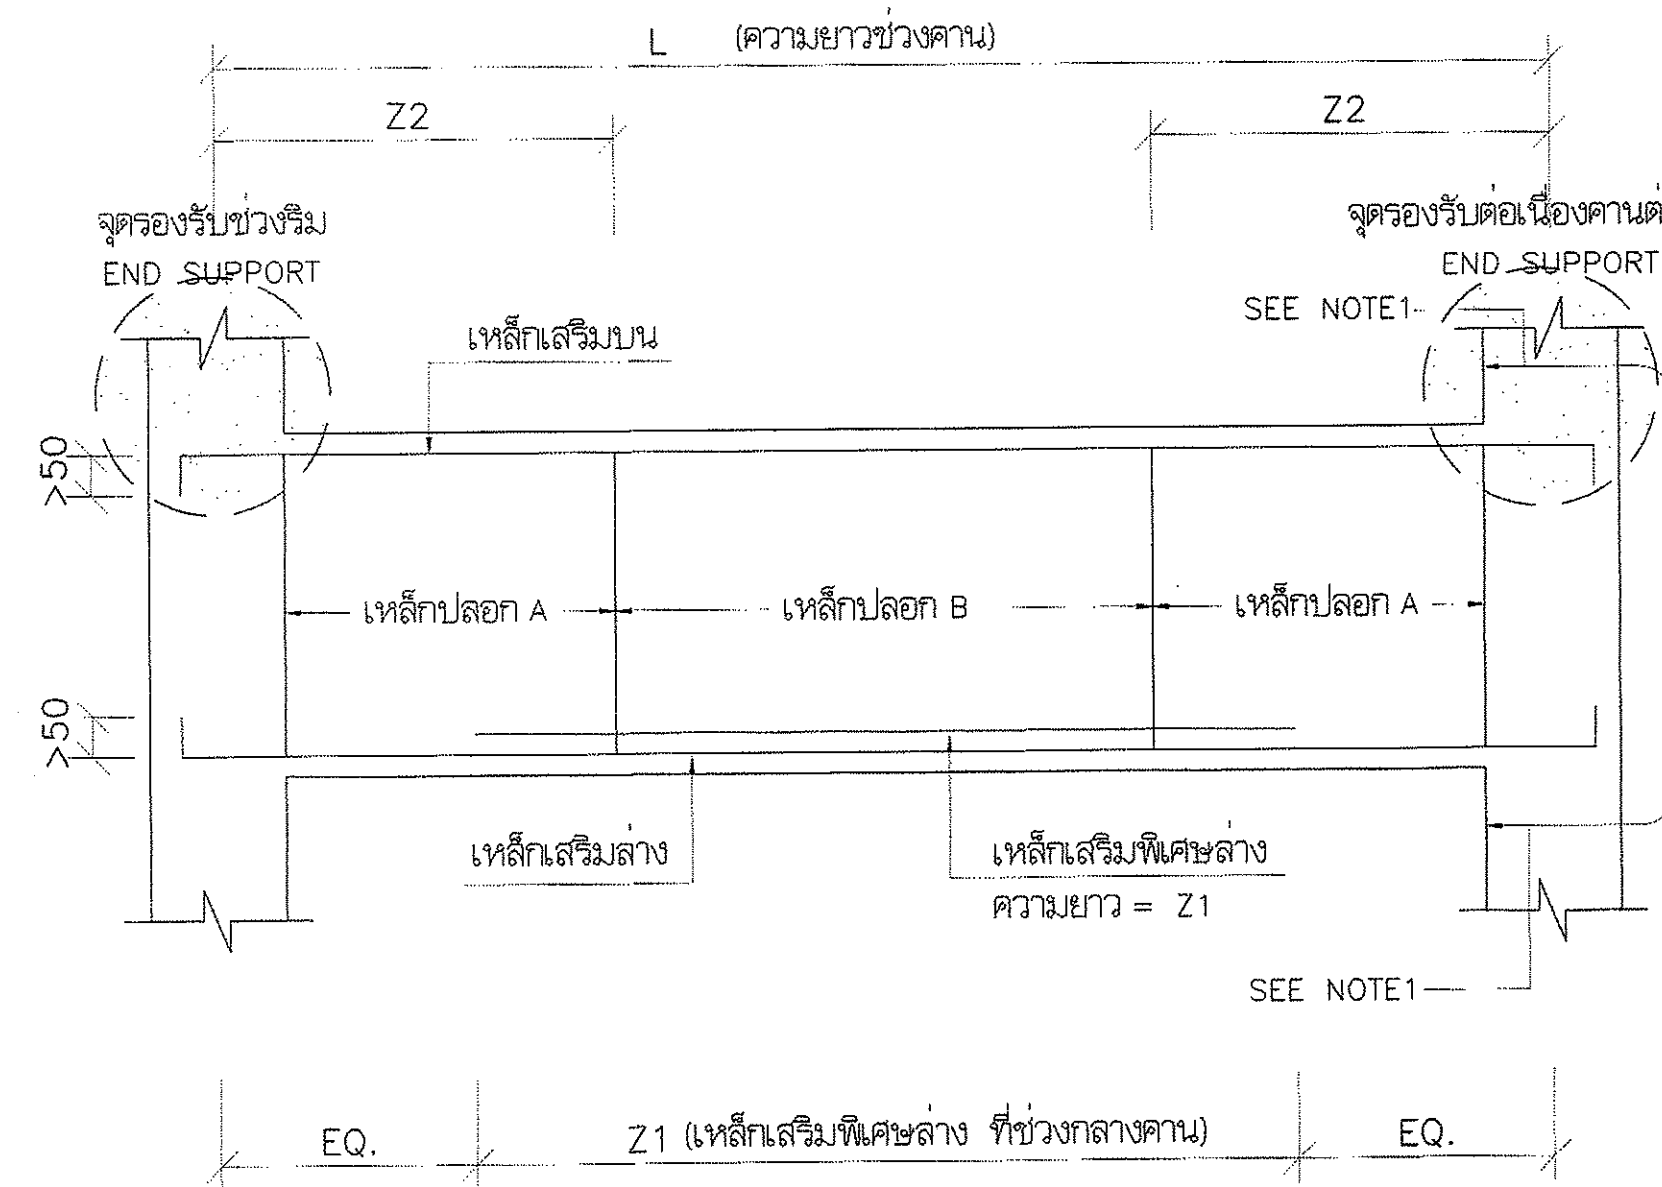 L (ความยาวช่วงคาน)
Z2
Z2
จุดรองรับช่วงริม
END SUPPORT
จุดรองรับต่อเนื่องคานต่
END SUPPORT
SEE NOTE1
เหล็กเสริมบน
>50
เหล็กปลอก A
เหล็กปลอก B
เหล็กปลอก A
>50
เหล็กเสริมล่าง
เหล็กเสริมพิเศษล่าง
ความยาว = Z1
SEE NOTE1
EQ.
Z1 (เหล็กเสริมพิเศษล่าง ที่ช่วงกลางคาน)
EQ.